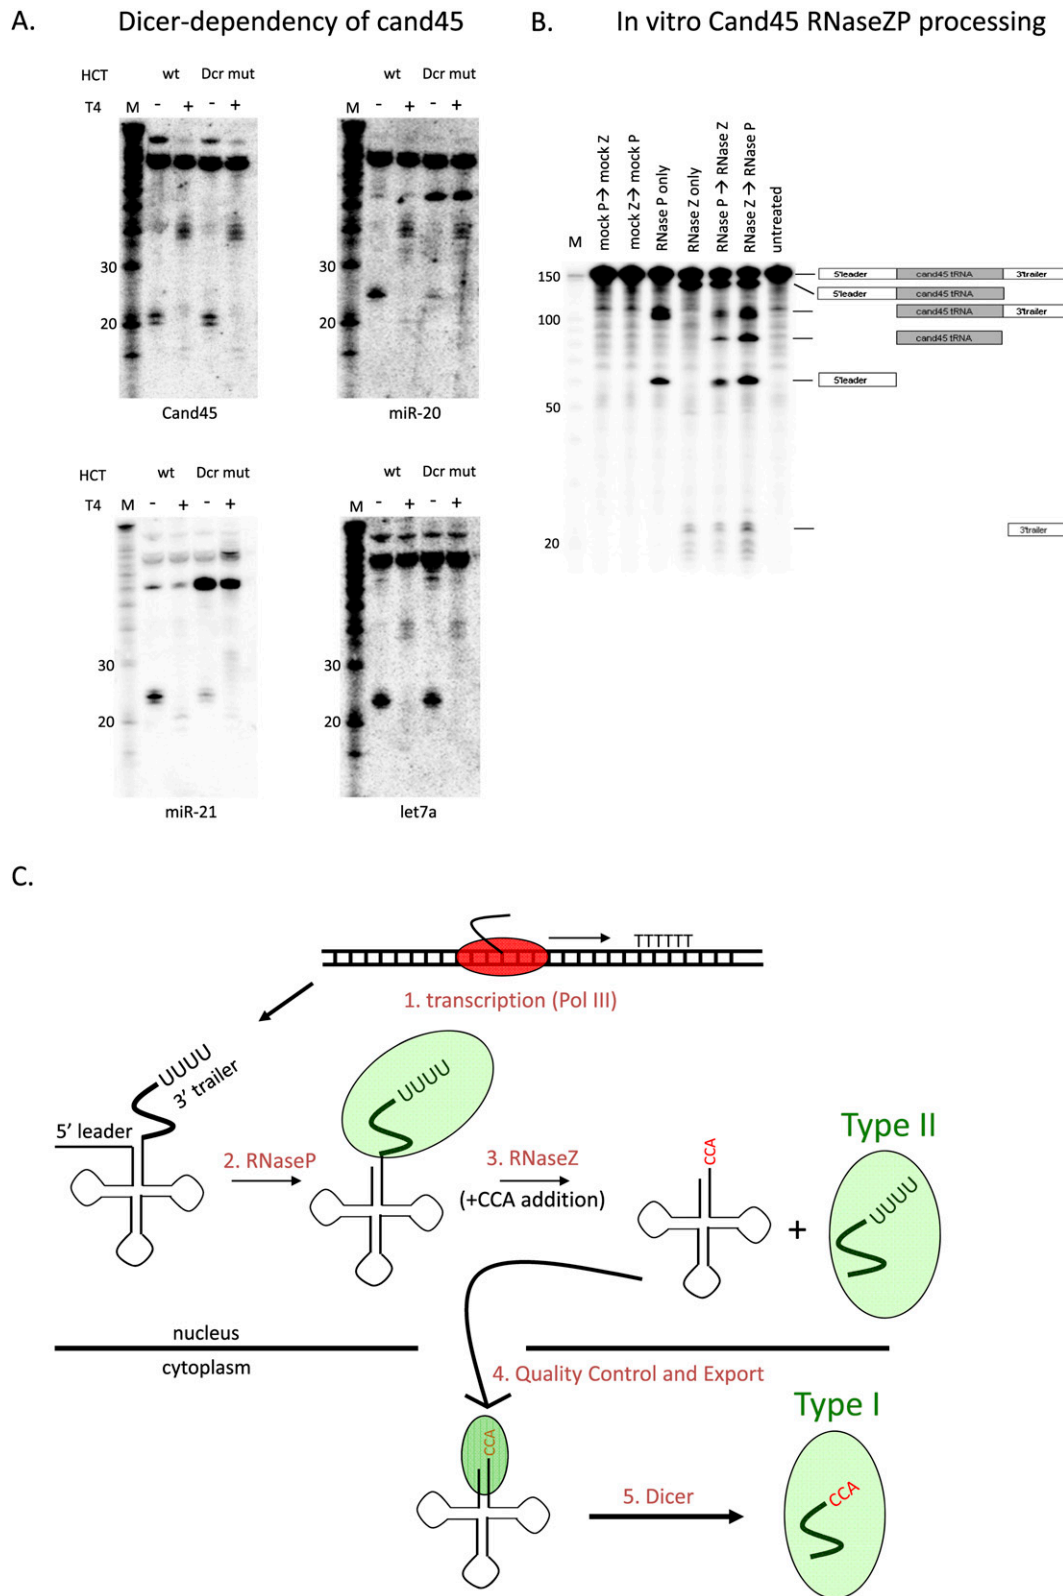 A. Dicer-dependency of cand45
HCT wt Dcr mut
T4 M - + - +
30
20
Cand45
HCT wt Dcr mut
T4 M - + - +
30
20
miR-20
HCT wt Dcr mut
T4 M - + - +
30
20
miR-21
HCT wt Dcr mut
T4 M - + - +
30
20
let7a
B. In vitro Cand45 RNaseZP processing
M
mock P→ mock Z
mock Z→ mock P
RNase P only
RNase Z only
RNase P → RNase Z
RNase Z → RNase P
untreated
150
100
50
20
5'leader cand45 tRNA 3'trailer
5'leader cand45 tRNA
cand45 tRNA 3'trailer
cand45 tRNA
5'leader
3'trailer
C.
TTTTTT
1. transcription (Pol III)
UUUU
3' trailer
5' leader
2. RNaseP
UUUU
3. RNaseZ
(+CCA addition)
CCA
+
Type II
UUUU
nucleus
cytoplasm
4. Quality Control and Export
CCA
5. Dicer
Type I
CCA